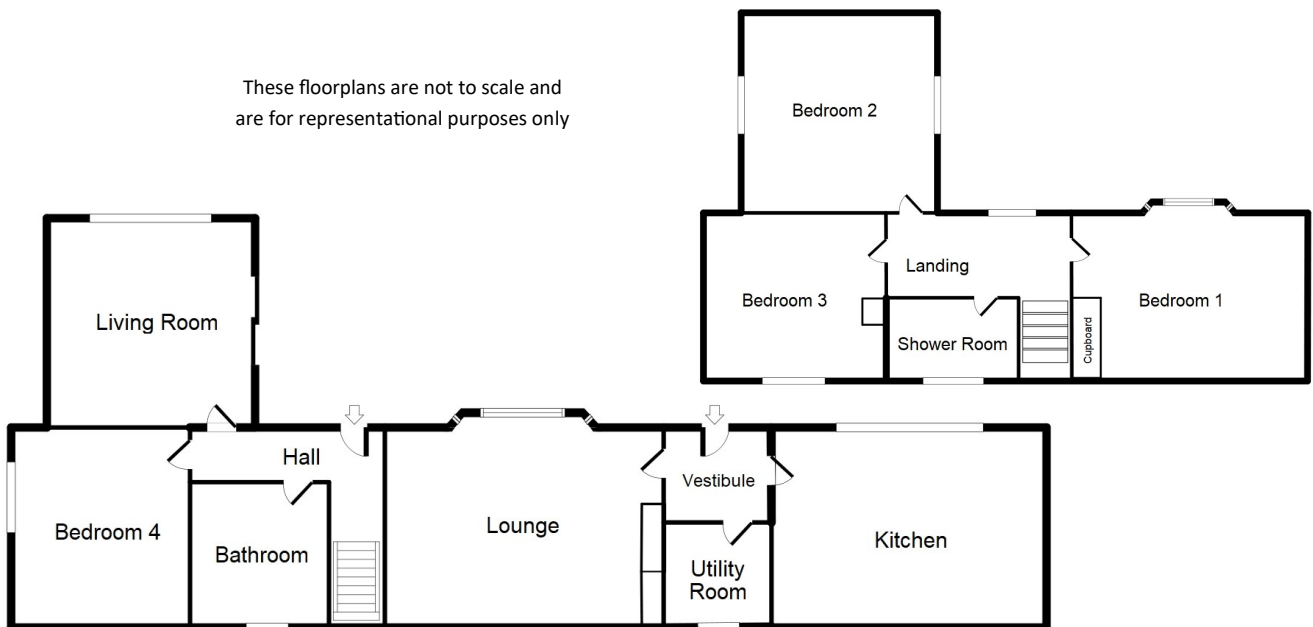 These floorplans are not to scale and
are for representational purposes only
Bedroom 2
Landing
Bedroom 3
Bedroom 1
Shower Room
Cupboard
Living Room
Hall
Vestibule
Bedroom 4
Lounge
Kitchen
Bathroom
Utility
Room